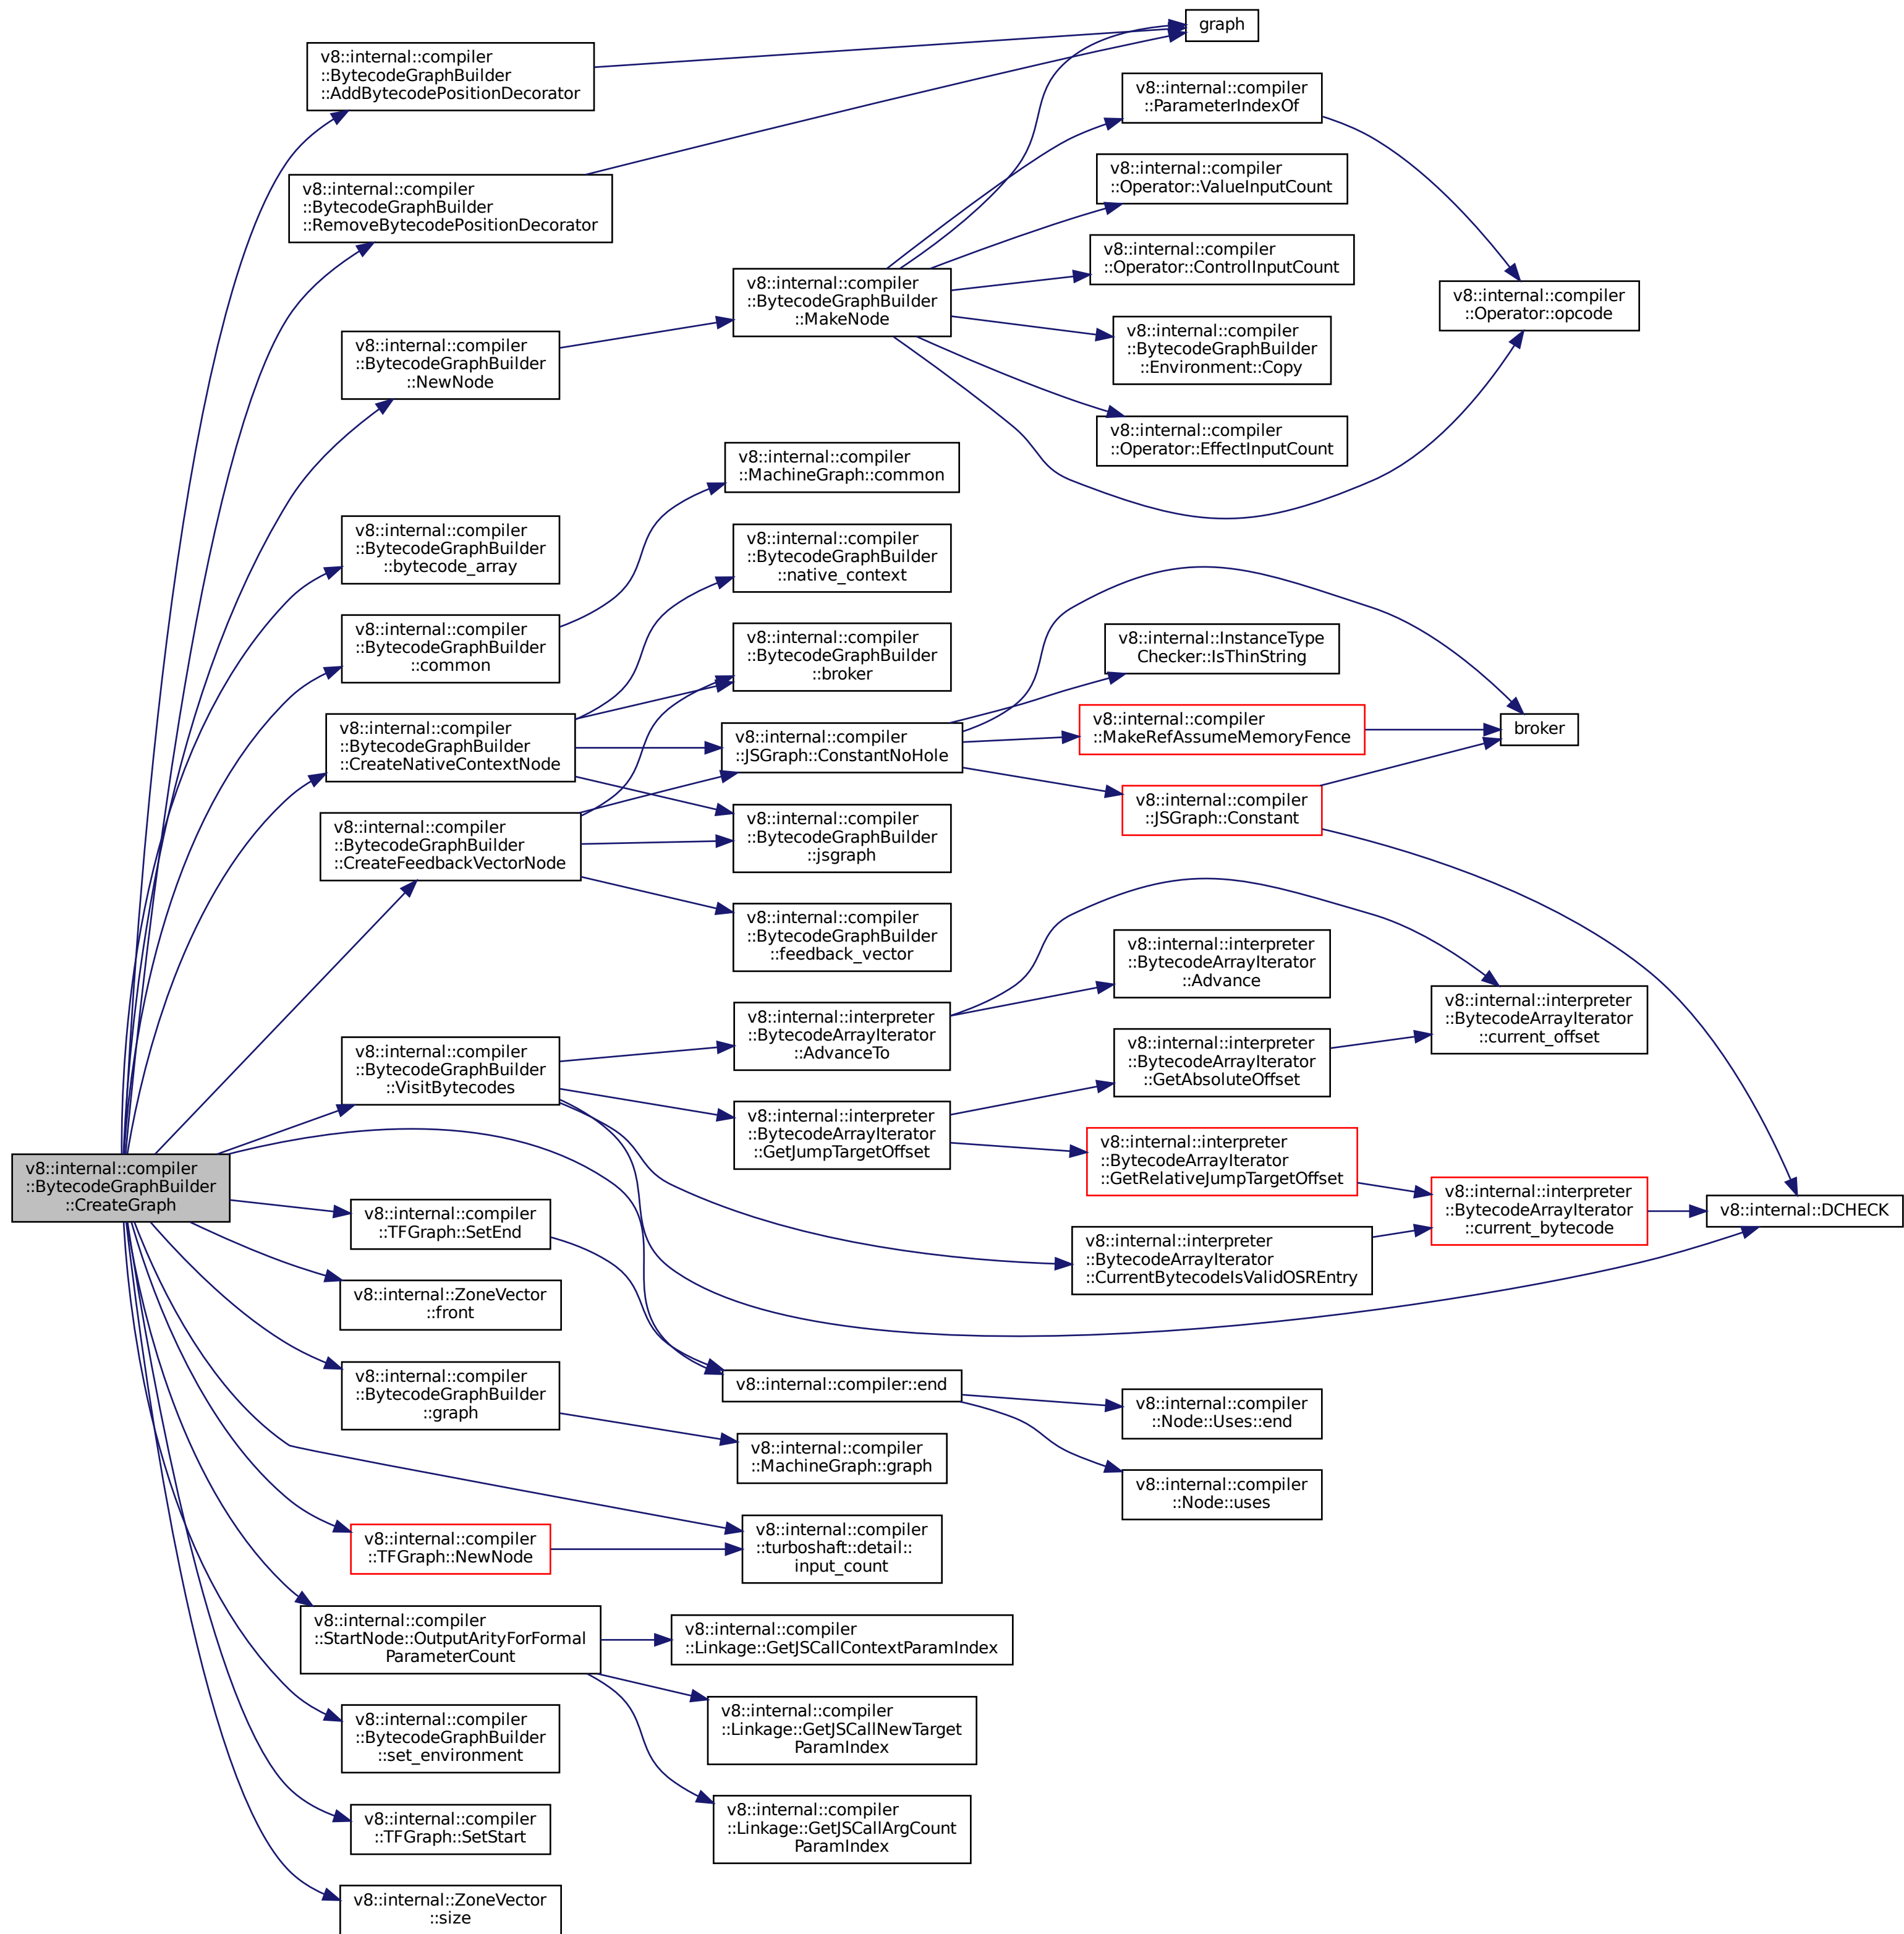 graph
v8::internal::compiler
::BytecodeGraphBuilder
::AddBytecodePositionDecorator
v8::internal::compiler
::ParameterIndexOf
v8::internal::compiler
::Operator::ValueInputCount
v8::internal::compiler
::BytecodeGraphBuilder
::RemoveBytecodePositionDecorator
v8::internal::compiler
::Operator::ControlInputCount
v8::internal::compiler
::BytecodeGraphBuilder
::MakeNode
v8::internal::compiler
::Operator::opcode
v8::internal::compiler
::BytecodeGraphBuilder
::Environment::Copy
v8::internal::compiler
::BytecodeGraphBuilder
::NewNode
v8::internal::compiler
::Operator::EffectInputCount
v8::internal::compiler
::MachineGraph::common
v8::internal::compiler
::BytecodeGraphBuilder
::bytecode_array
v8::internal::compiler
::BytecodeGraphBuilder
::native_context
v8::internal::compiler
::BytecodeGraphBuilder
::common
v8::internal::compiler
::BytecodeGraphBuilder
::broker
v8::internal::InstanceType
Checker::IsThinString
v8::internal::compiler
::BytecodeGraphBuilder
::CreateNativeContextNode
v8::internal::compiler
::JSGraph::ConstantNoHole
v8::internal::compiler
::MakeRefAssumeMemoryFence
broker
v8::internal::compiler
::JSGraph::Constant
v8::internal::compiler
::BytecodeGraphBuilder
::CreateFeedbackVectorNode
v8::internal::compiler
::BytecodeGraphBuilder
::jsgraph
v8::internal::compiler
::BytecodeGraphBuilder
::feedback_vector
v8::internal::interpreter
::BytecodeArrayIterator
::Advance
v8::internal::interpreter
::BytecodeArrayIterator
::current_offset
v8::internal::compiler
::BytecodeGraphBuilder
::VisitBytecodes
v8::internal::interpreter
::BytecodeArrayIterator
::AdvanceTo
v8::internal::interpreter
::BytecodeArrayIterator
::GetAbsoluteOffset
v8::internal::interpreter
::BytecodeArrayIterator
::GetJumpTargetOffset
v8::internal::interpreter
::BytecodeArrayIterator
::GetRelativeJumpTargetOffset
v8::internal::compiler
::BytecodeGraphBuilder
::CreateGraph
v8::internal::interpreter
::BytecodeArrayIterator
::current_bytecode
v8::internal::DCHECK
v8::internal::compiler
::TFGraph::SetEnd
v8::internal::interpreter
::BytecodeArrayIterator
::CurrentBytecodeIsValidOSREntry
v8::internal::ZoneVector
::front
v8::internal::compiler
::BytecodeGraphBuilder
::graph
v8::internal::compiler::end
v8::internal::compiler
::Node::Uses::end
v8::internal::compiler
::MachineGraph::graph
v8::internal::compiler
::Node::uses
v8::internal::compiler
::TFGraph::NewNode
v8::internal::compiler
::turboshaft::detail::
input_count
v8::internal::compiler
::StartNode::OutputArityForFormal
ParameterCount
v8::internal::compiler
::Linkage::GetJSCallContextParamIndex
v8::internal::compiler
::Linkage::GetJSCallNewTarget
ParamIndex
v8::internal::compiler
::BytecodeGraphBuilder
::set_environment
v8::internal::compiler
::TFGraph::SetStart
v8::internal::compiler
::Linkage::GetJSCallArgCount
ParamIndex
v8::internal::ZoneVector
::size